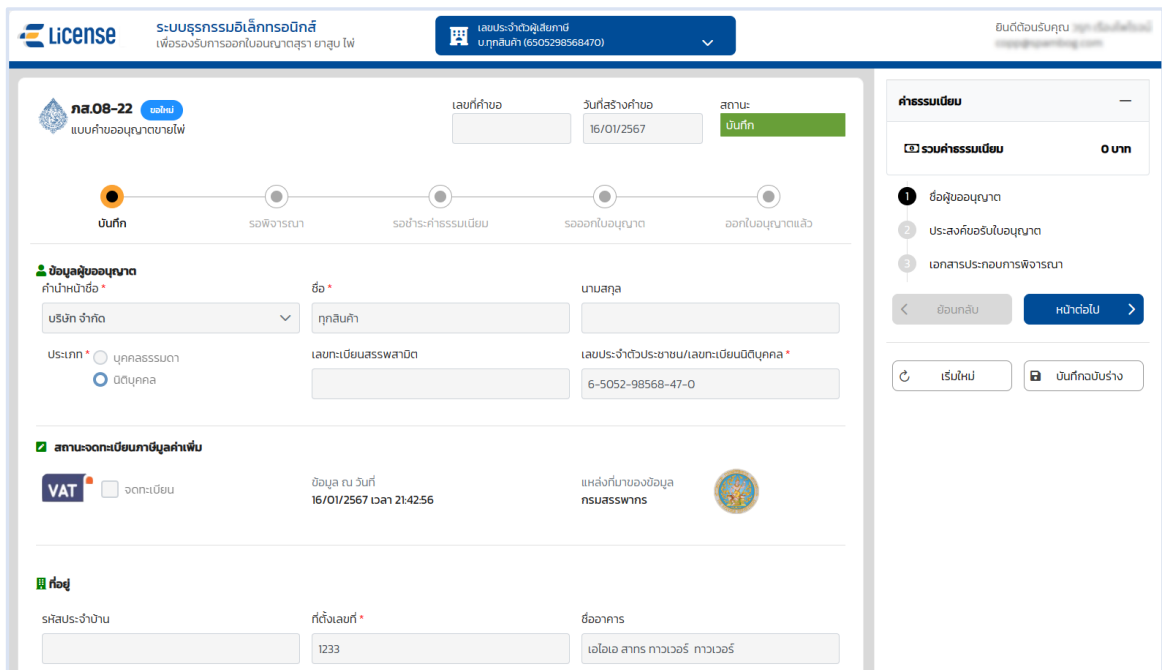 License
ระบบธุรกรรมอิเล็กทรอนิกส์
เพื่อรองรับการออกใบอนุญาตสุรา ยาสูบ ไพ่
เลขประจำตัวผู้เสียภาษี
บ.ทุกสินค้า (6505298568470)
ยินดีต้อนรับคุณ
ภส.08-22 ขอใหม่
แบบคำขออนุญาตขายไพ่
เลขที่คำขอ
วันที่สร้างคำขอ
16/01/2567
สถานะ
บันทึก
บันทึก
รอพิจารณา
รอชำระค่าธรรมเนียม
รอออกใบอนุญาต
ออกใบอนุญาตแล้ว
ข้อมูลผู้ขออนุญาต
คำนำหน้าชื่อ *
บริษัท จำกัด
ชื่อ *
ทุกสินค้า
นามสกุล
ประเภท *
บุคคลธรรมดา
นิติบุคคล
เลขทะเบียนสรรพสามิต
เลขประจำตัวประชาชน/เลขทะเบียนนิติบุคคล *
6-5052-98568-47-0
สถานะจดทะเบียนภาษีมูลค่าเพิ่ม
VAT
จดทะเบียน
ข้อมูล ณ วันที่
16/01/2567 เวลา 21:42:56
แหล่งที่มาของข้อมูล
กรมสรรพากร
ที่อยู่
รหัสประจำบ้าน
ที่ตั้งเลขที่ *
1233
ชื่ออาคาร
เอไอเอ สาทร ทาวเวอร์ ทาวเวอร์
ค่าธรรมเนียม
รวมค่าธรรมเนียม
0 บาท
1 ชื่อผู้ขออนุญาต
2 ประสงค์ขอรับใบอนุญาต
3 เอกสารประกอบการพิจารณา
ย้อนกลับ
หน้าต่อไป
เริ่มใหม่
บันทึกฉบับร่าง